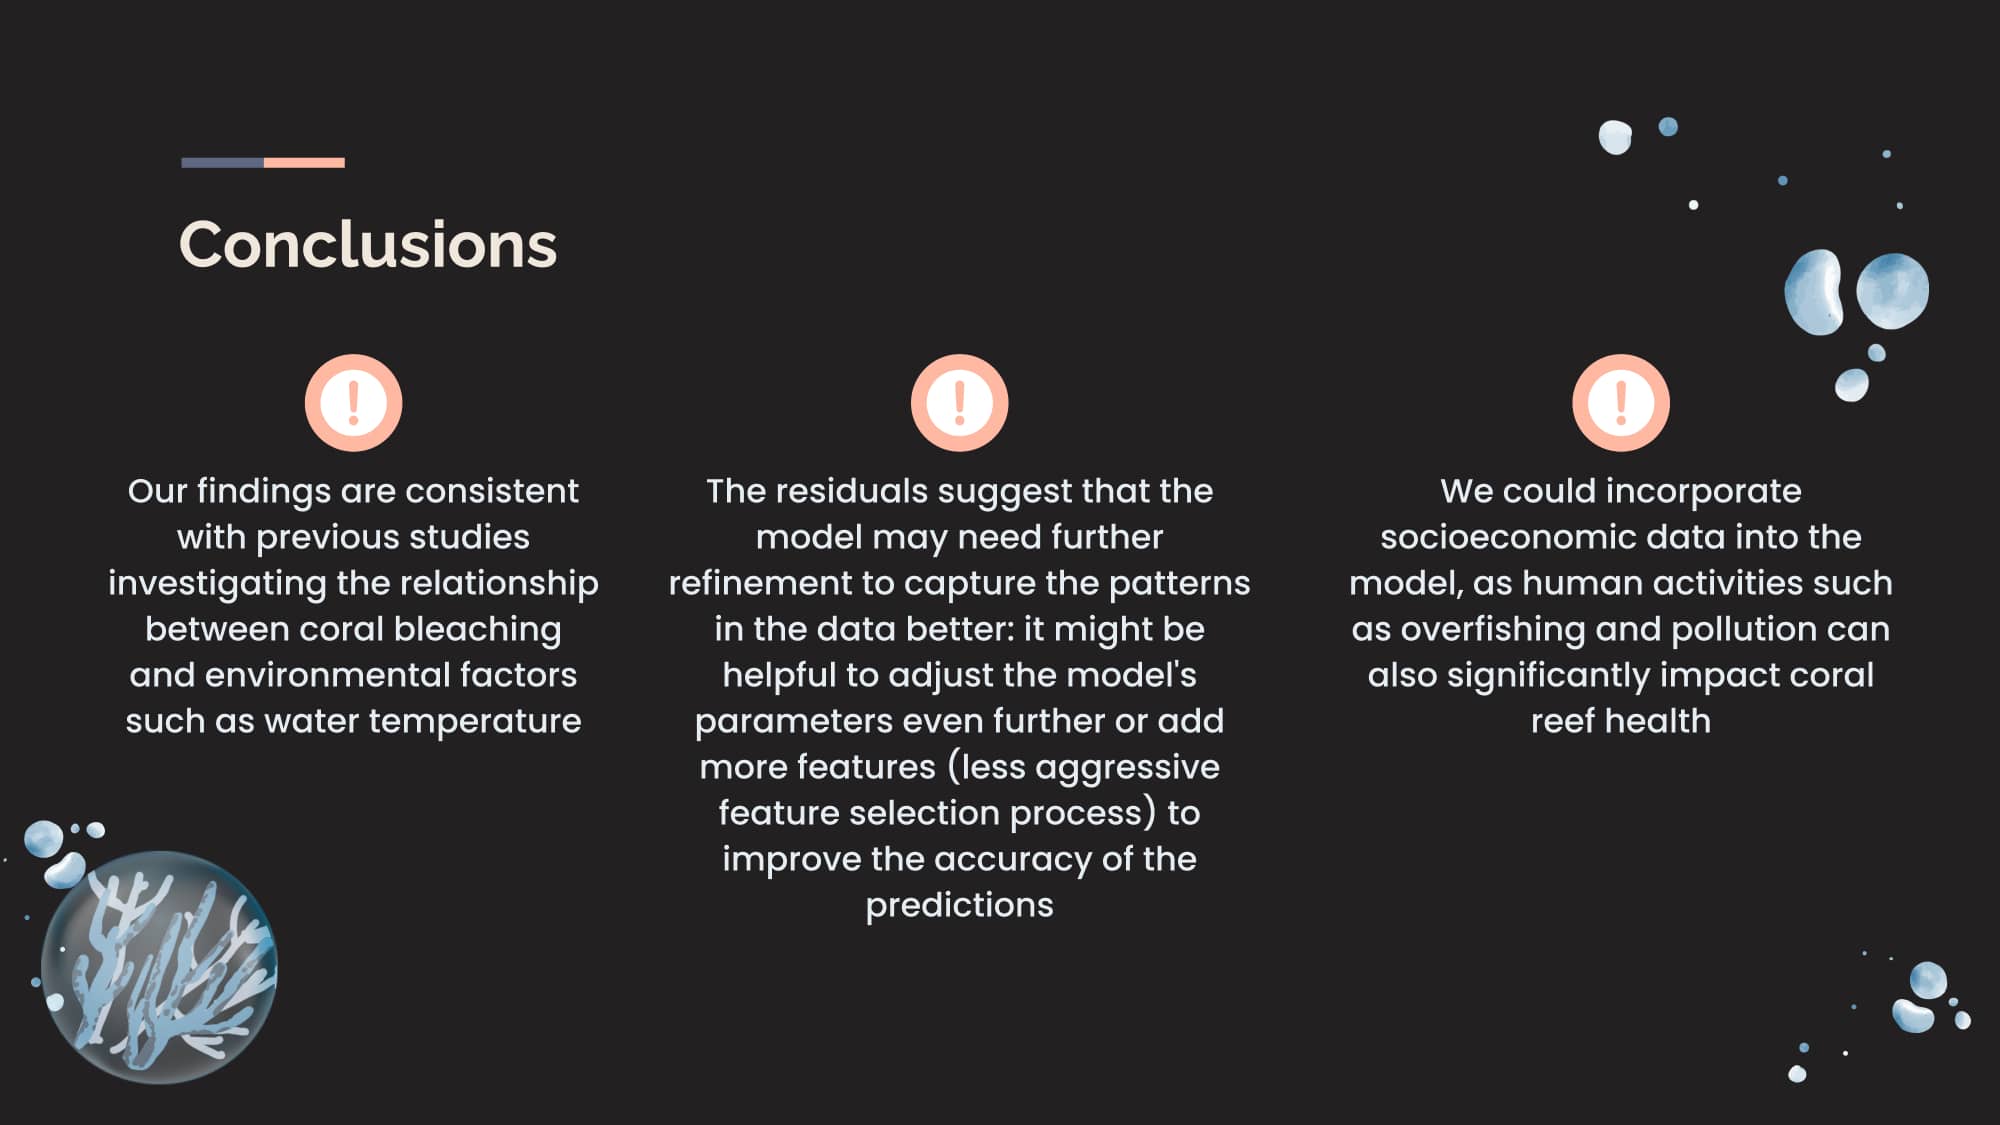 Conclusions
Our findings are consistent
with previous studies
investigating the relationship
between coral bleaching
and environmental factors
such as water temperature
The residuals suggest that the
model may need further
refinement to capture the patterns
in the data better: it might be
helpful to adjust the model's
parameters even further or add
more features (less aggressive
feature selection process) to
improve the accuracy of the
predictions
We could incorporate
socioeconomic data into the
model, as human activities such
as overfishing and pollution can
also significantly impact coral
reef health